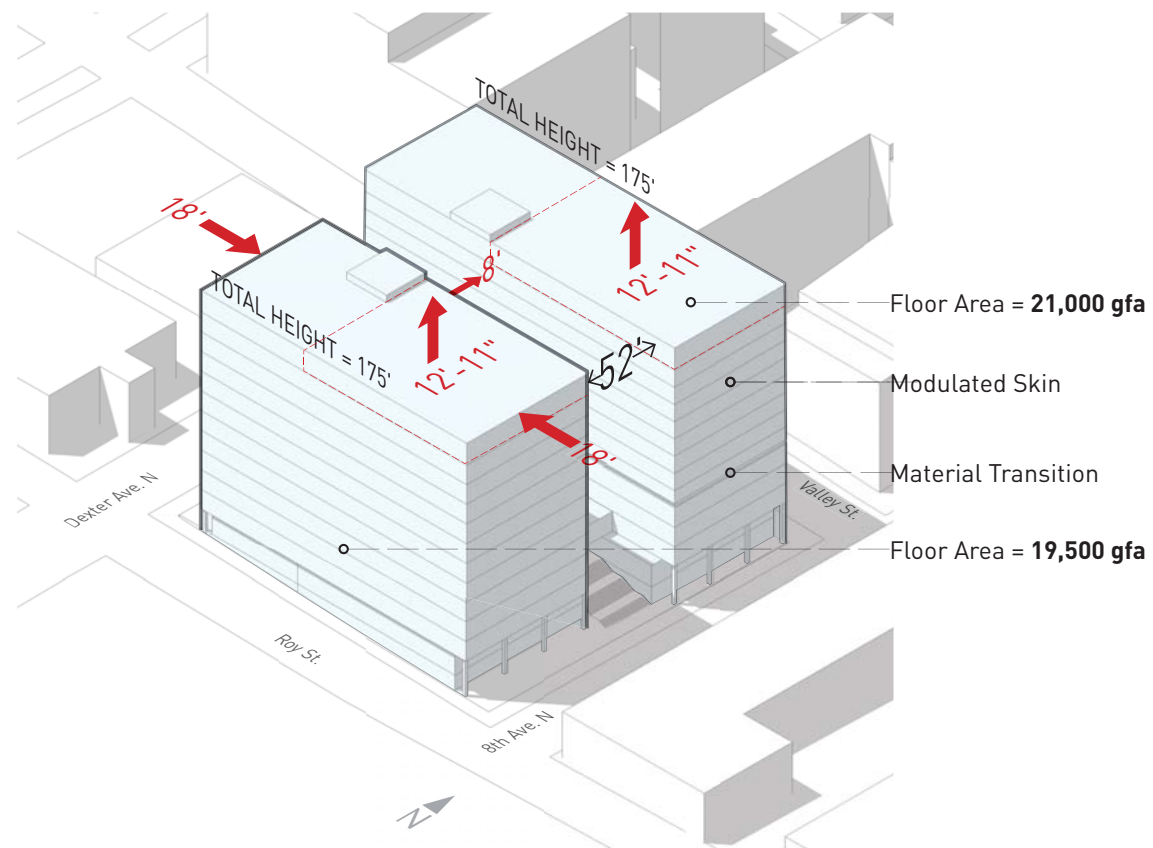 TOTAL HEIGHT = 175'
18'
8'
12'-11"
TOTAL HEIGHT = 175'
12'-11"
52'
18'
Floor Area = 21,000 gfa
Modulated Skin
Material Transition
Floor Area = 19,500 gfa
Dexter Ave. N
Valley St.
Roy St.
8th Ave. N
N